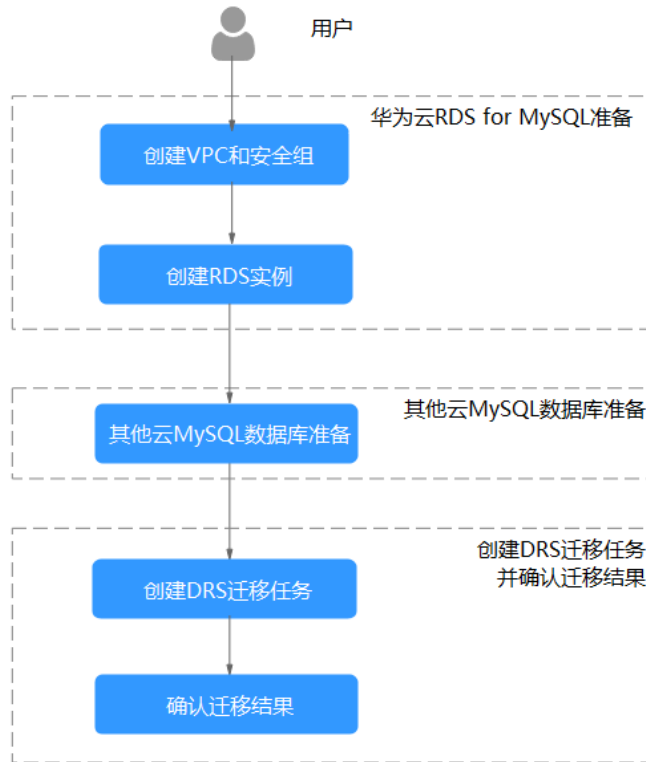 用户
华为云RDS for MySQL准备
创建VPC和安全组
创建RDS实例
其他云MySQL数据库准备
其他云MySQL数据库准备
创建DRS迁移任务
并确认迁移结果
创建DRS迁移任务
确认迁移结果